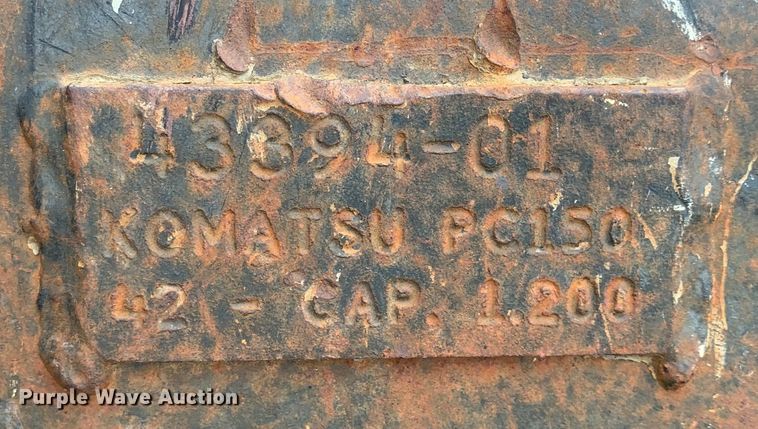 43394-01
KOMATSU PC150
42 - CAP. 1.200
Purple Wave Auction